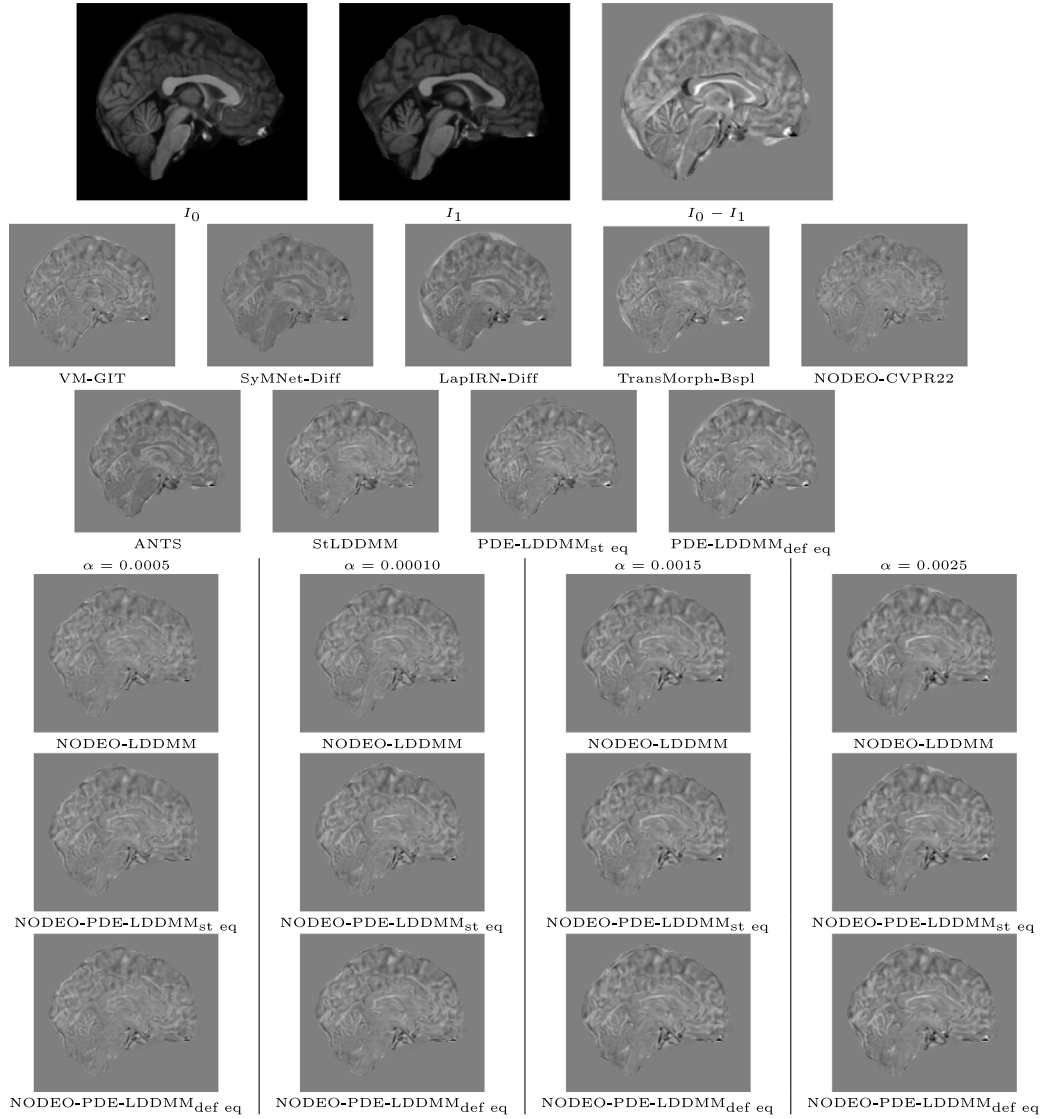 I0 I1 I0 − I1
VM-GIT SyMNet-Diff LapIRN-Diff TransMorph-Bspl NODEO-CVPR22
ANTS StLDDMM PDE-LDDMMst eq PDE-LDDMMdef eq
α = 0.0005 α = 0.00010 α = 0.0015 α = 0.0025
NODEO-LDDMM NODEO-LDDMM NODEO-LDDMM NODEO-LDDMM
NODEO-PDE-LDDMMst eq NODEO-PDE-LDDMMst eq NODEO-PDE-LDDMMst eq NODEO-PDE-LDDMMst eq
NODEO-PDE-LDDMMdef eq NODEO-PDE-LDDMMdef eq NODEO-PDE-LDDMMdef eq NODEO-PDE-LDDMMdef eq